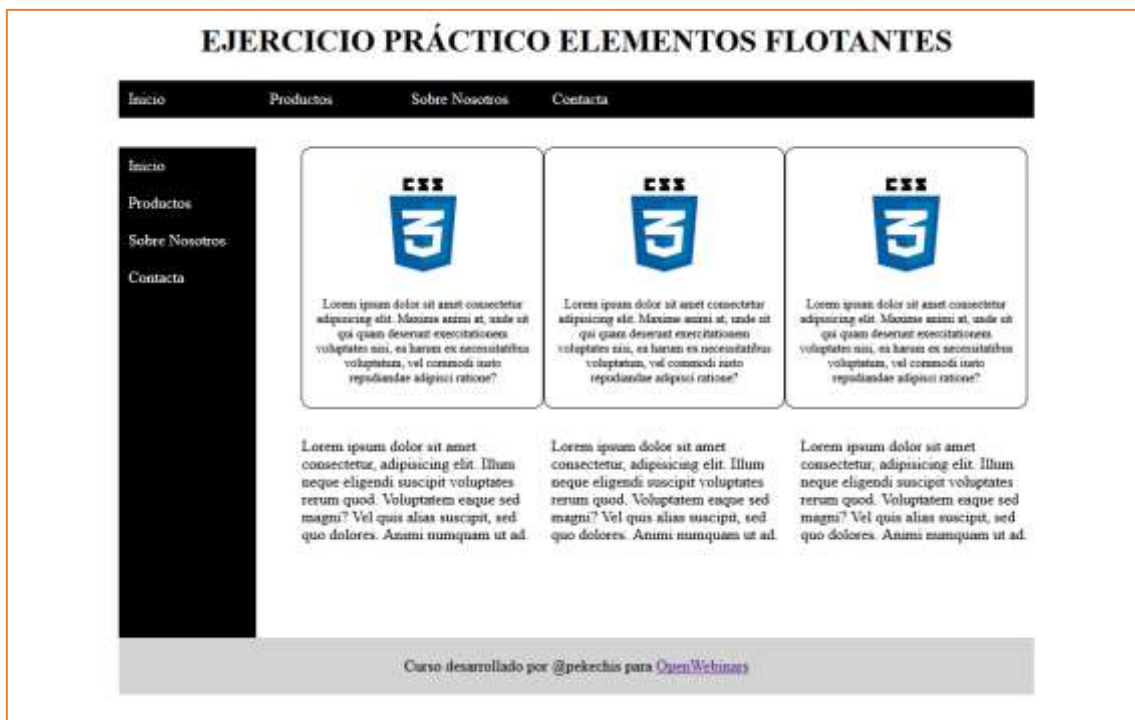 EJERCICIO PRÁCTICO ELEMENTOS FLOTANTES
Inicio Productos Sobre Nosotros Contacta
Inicio
Productos
Sobre Nosotros
Contacta
CSS
3
Lorem ipsum dolor sit amet consectetur
adipisicing elit. Maxime animi at, unde sit
qui quam deserunt exercitationem
voluptates nisi, ea harum ex necessitatibus
voluptatum, vel commodi iusto
repudiandae adipisci ratione?
CSS
3
Lorem ipsum dolor sit amet consectetur
adipisicing elit. Maxime animi at, unde sit
qui quam deserunt exercitationem
voluptates nisi, ea harum ex necessitatibus
voluptatum, vel commodi iusto
repudiandae adipisci ratione?
CSS
3
Lorem ipsum dolor sit amet consectetur
adipisicing elit. Maxime animi at, unde sit
qui quam deserunt exercitationem
voluptates nisi, ea harum ex necessitatibus
voluptatum, vel commodi iusto
repudiandae adipisci ratione?
Lorem ipsum dolor sit amet
consectetur, adipisicing elit. Illum
neque eligendi suscipit voluptates
rerum quod. Voluptatem eaque sed
magni? Vel quis alias suscipit, sed
quo dolores. Animi numquam ut ad.
Lorem ipsum dolor sit amet
consectetur, adipisicing elit. Illum
neque eligendi suscipit voluptates
rerum quod. Voluptatem eaque sed
magni? Vel quis alias suscipit, sed
quo dolores. Animi numquam ut ad.
Lorem ipsum dolor sit amet
consectetur, adipisicing elit. Illum
neque eligendi suscipit voluptates
rerum quod. Voluptatem eaque sed
magni? Vel quis alias suscipit, sed
quo dolores. Animi numquam ut ad.
Curso desarrollado por @pekechis para OpenWebinars